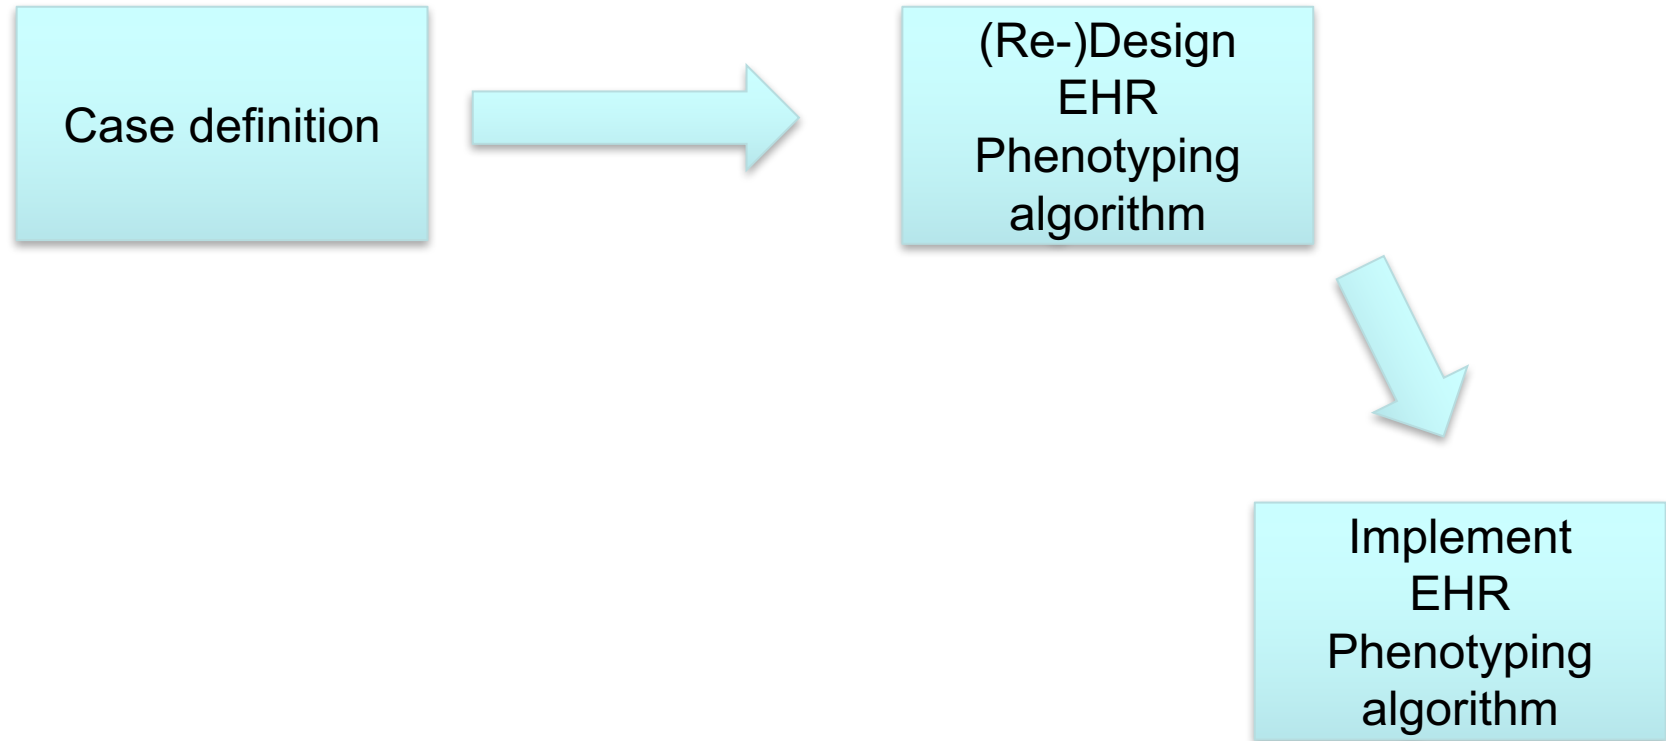 Case definition
(Re-)Design
EHR
Phenotyping
algorithm
Implement
EHR
Phenotyping
algorithm